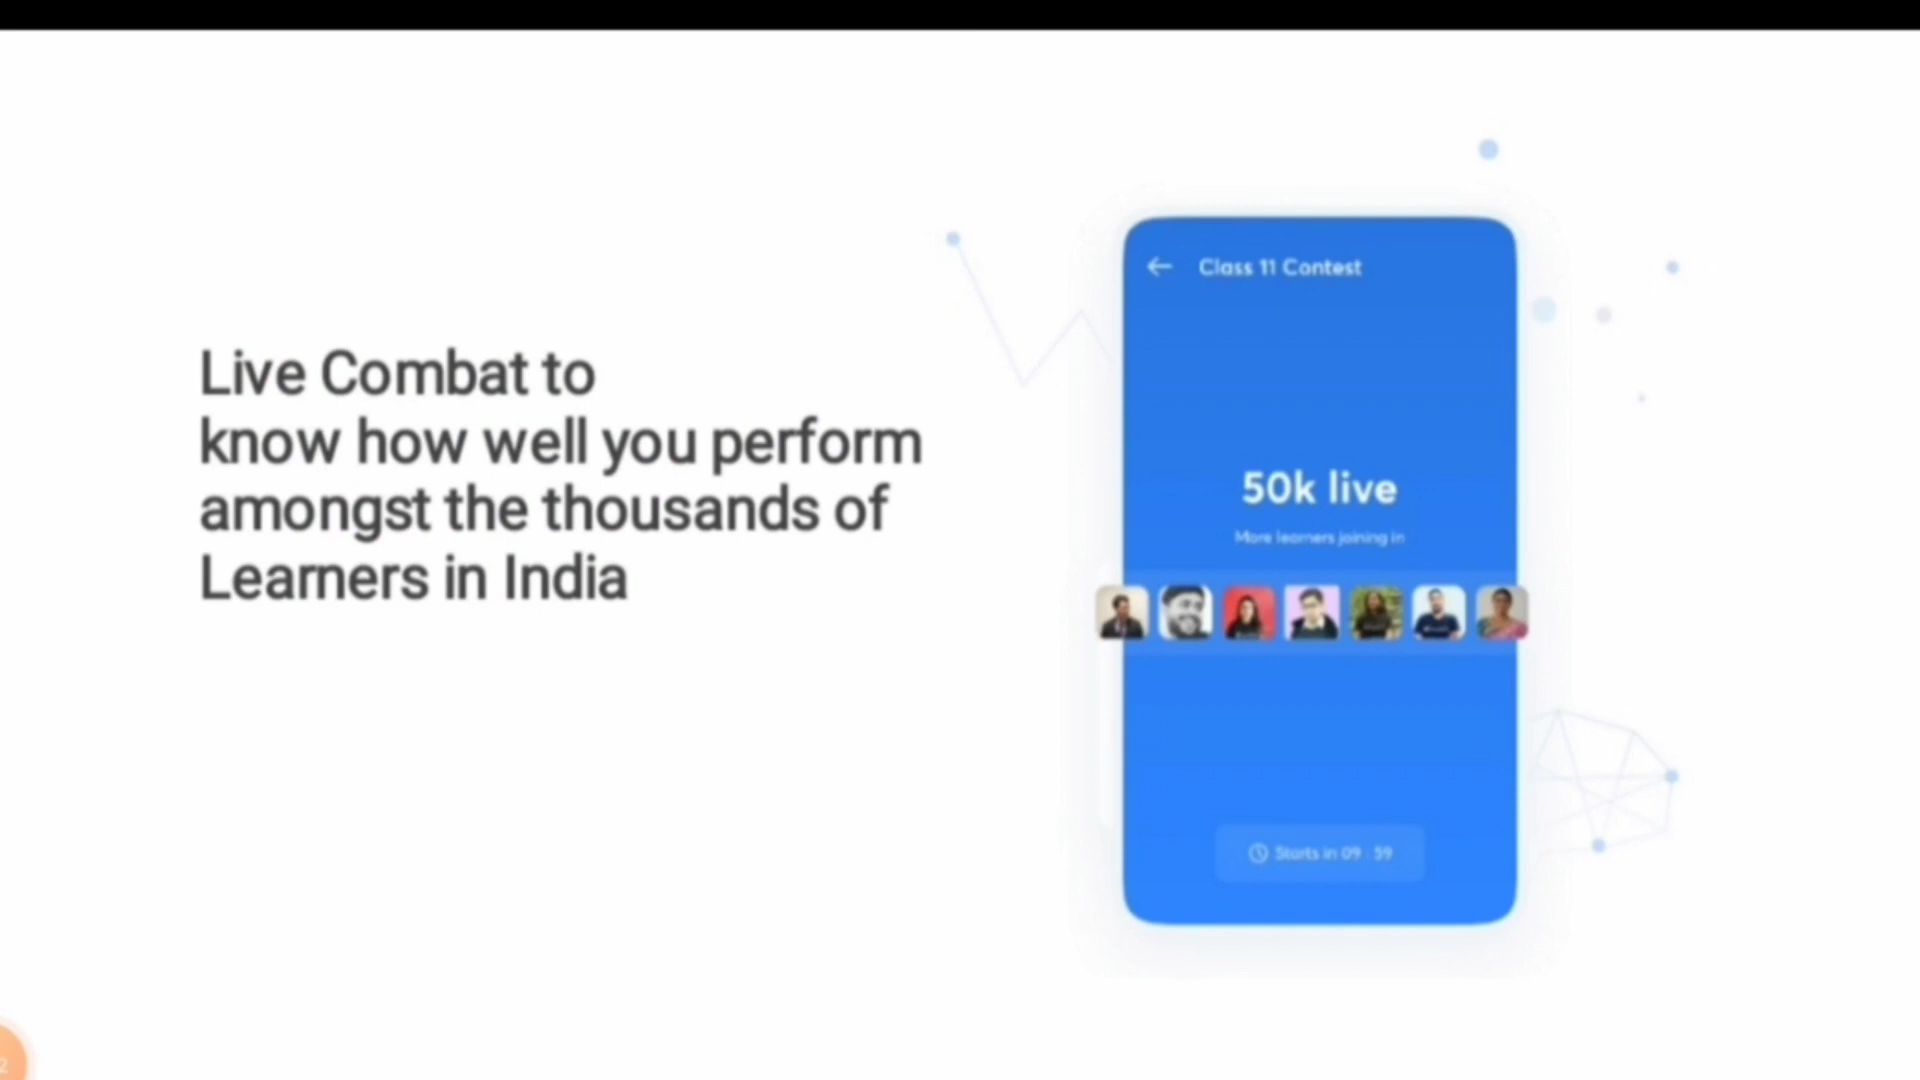 Live Combat to
know how well you perform
amongst the thousands of
Learners in India
Class 11 Contest
50k live
More learners joining in
Starts in 09 : 59
2